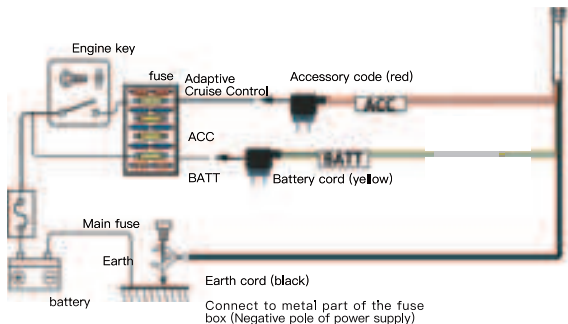 Engine key
fuse
Adaptive
Cruise Control
Accessory code (red)
ACC
ACC
BATT
BATT
Battery cord (yellow)
Main fuse
Earth
Earth cord (black)
battery
Connect to metal part of the fuse
box (Negative pole of power supply)